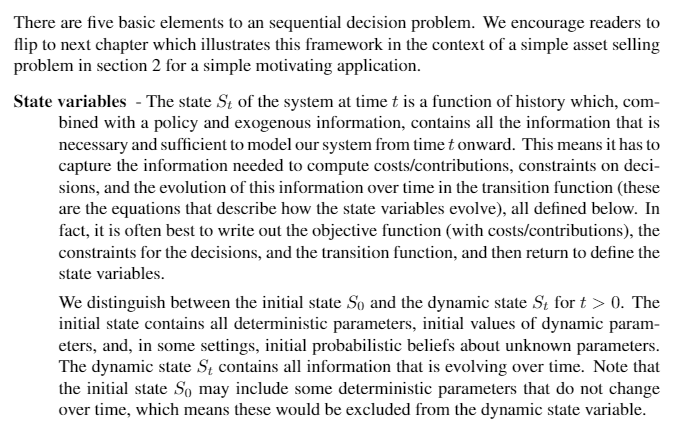 There are five basic elements to an sequential decision problem. We encourage readers to
flip to next chapter which illustrates this framework in the context of a simple asset selling
problem in section 2 for a simple motivating application.
State variables - The state Sₜ of the system at time t is a function of history which, com-
bined with a policy and exogenous information, contains all the information that is
necessary and sufficient to model our system from time t onward. This means it has to
capture the information needed to compute costs/contributions, constraints on deci-
sions, and the evolution of this information over time in the transition function (these
are the equations that describe how the state variables evolve), all defined below. In
fact, it is often best to write out the objective function (with costs/contributions), the
constraints for the decisions, and the transition function, and then return to define the
state variables.
We distinguish between the initial state S₀ and the dynamic state Sₜ for t > 0. The
initial state contains all deterministic parameters, initial values of dynamic param-
eters, and, in some settings, initial probabilistic beliefs about unknown parameters.
The dynamic state Sₜ contains all information that is evolving over time. Note that
the initial state S₀ may include some deterministic parameters that do not change
over time, which means these would be excluded from the dynamic state variable.